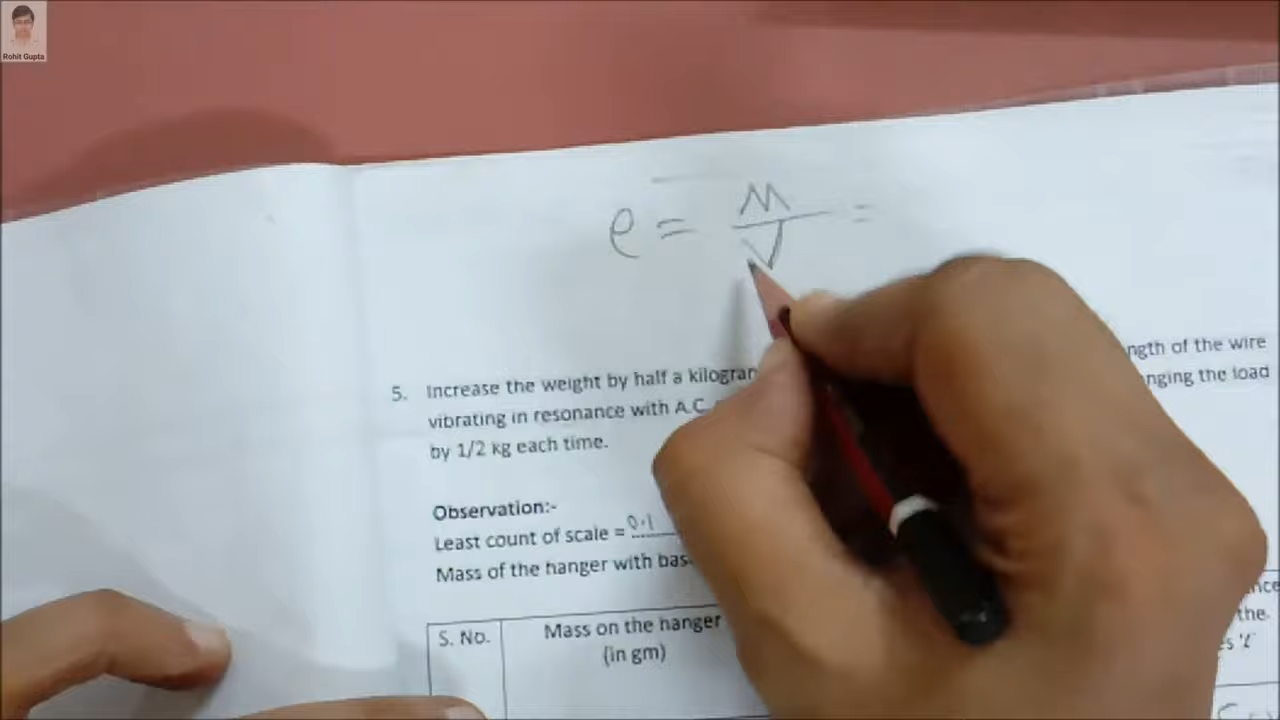 Rohit Gupta
ρ = M/V =
5. Increase the weight by half a ngth of the wire
vibrating in resonance with A.C. nging the load
by 1/2 kg each time.
Observation:-
Least count of scale = 0.1
Mass of the hanger with
S. No. Mass on the hanger the
(in gm) 'ℓ'